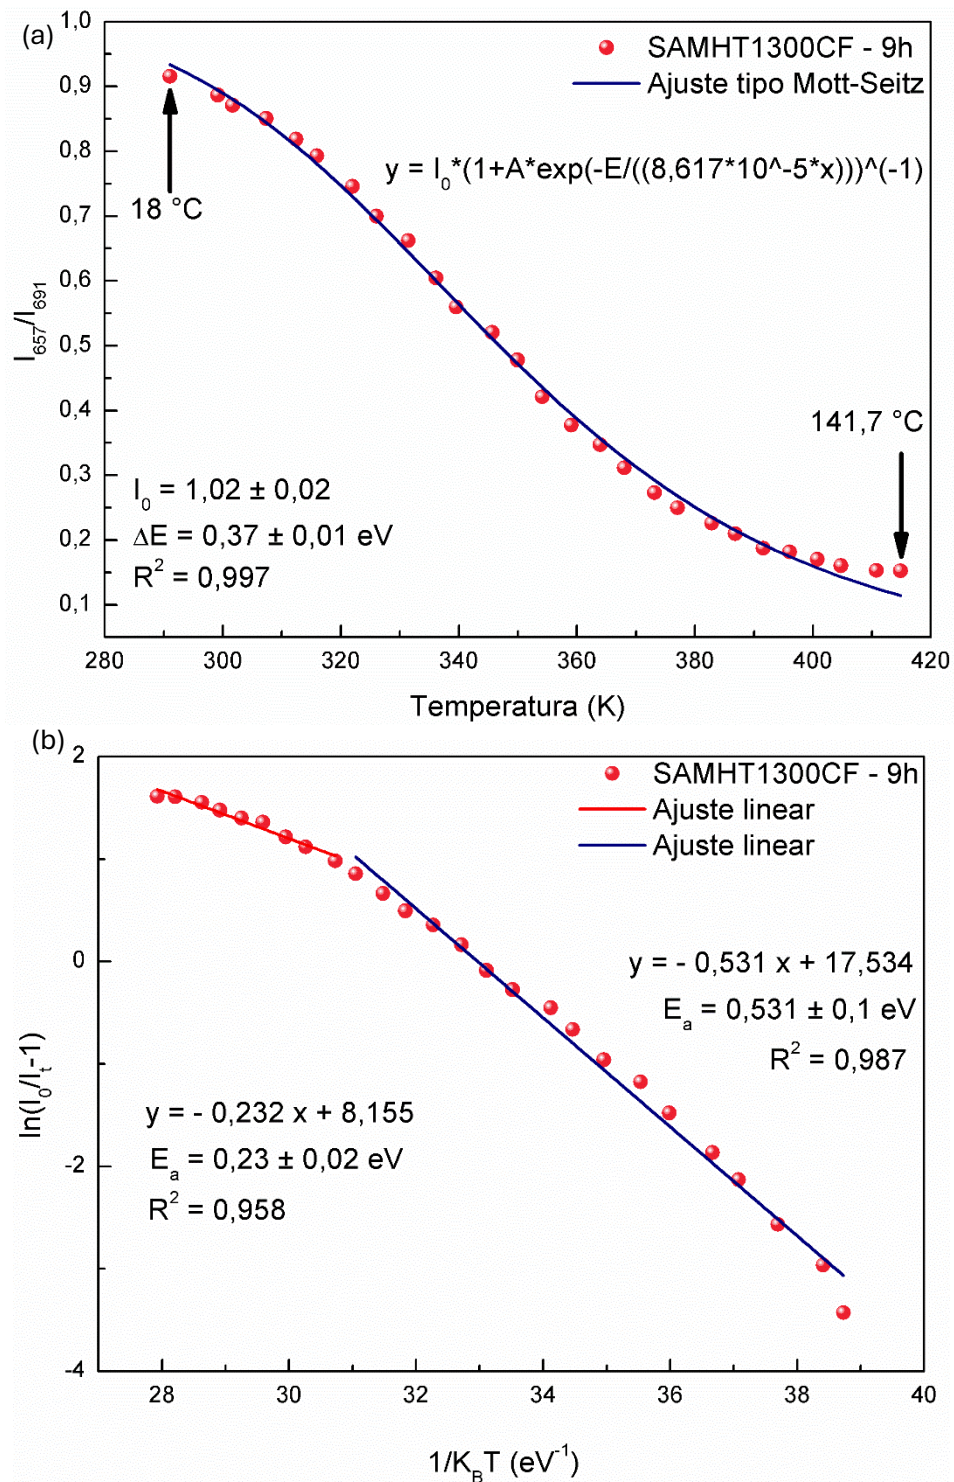 (a)
1,0
0,9
0,8
0,7
0,6
0,5
0,4
0,3
0,2
0,1
I657/I691
SAMHT1300CF - 9h
Ajuste tipo Mott-Seitz
y = I0*(1+A*exp(-E/((8,617*10^-5*x)))^(-1)
18 °C
141,7 °C
I0 = 1,02 ± 0,02
ΔE = 0,37 ± 0,01 eV
R2 = 0,997
280 300 320 340 360 380 400 420
Temperatura (K)
(b)
2
0
-2
-4
ln(I0/It-1)
SAMHT1300CF - 9h
Ajuste linear
Ajuste linear
y = - 0,531 x + 17,534
Ea = 0,531 ± 0,1 eV
R2 = 0,987
y = - 0,232 x + 8,155
Ea = 0,23 ± 0,02 eV
R2 = 0,958
28 30 32 34 36 38 40
1/KBT (eV-1)